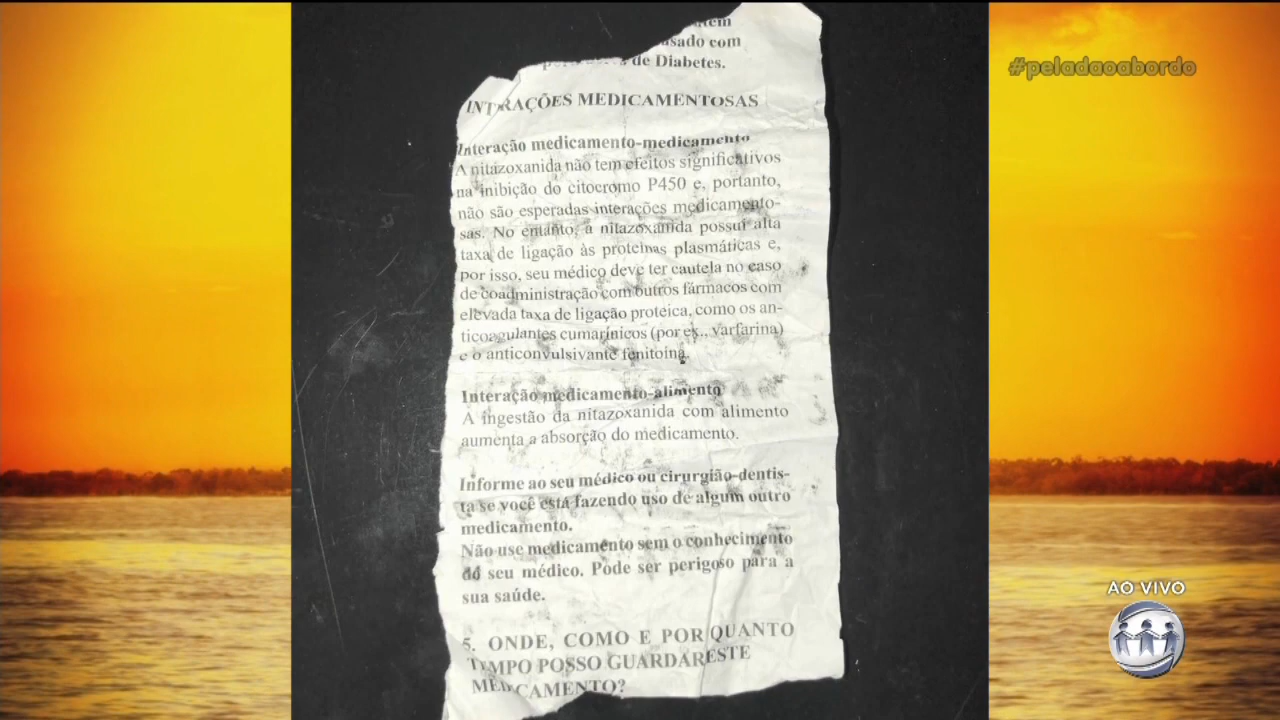 de Diabetes.
usado com
#peladaoabordo
INTERAÇÕES MEDICAMENTOSAS
Interação medicamento-medicamento
A nitazoxanida não tem efeitos significativos
na inibição do citocromo P450 e, portanto,
não são esperadas interações medicamento-
sas. No entanto, a nitazoxanida possui alta
taxa de ligação às proteínas plasmáticas e,
por isso, seu médico deve ter cautela no caso
de coadministração com outros fármacos com
elevada taxa de ligação proteica, como os an-
ticoagulantes cumarínicos (por ex., varfarina)
e o anticonvulsivante fenitoína.
Interação medicamento-alimento
A ingestão da nitazoxanida com alimento
aumenta a absorção do medicamento.
Informe ao seu médico ou cirurgião-dentis-
ta se você está fazendo uso de algum outro
medicamento.
Não use medicamento sem o conhecimento
do seu médico. Pode ser perigoso para a
sua saúde.
5. ONDE, COMO E POR QUANTO
TEMPO POSSO GUARDAR ESTE
MEDICAMENTO?
AO VIVO